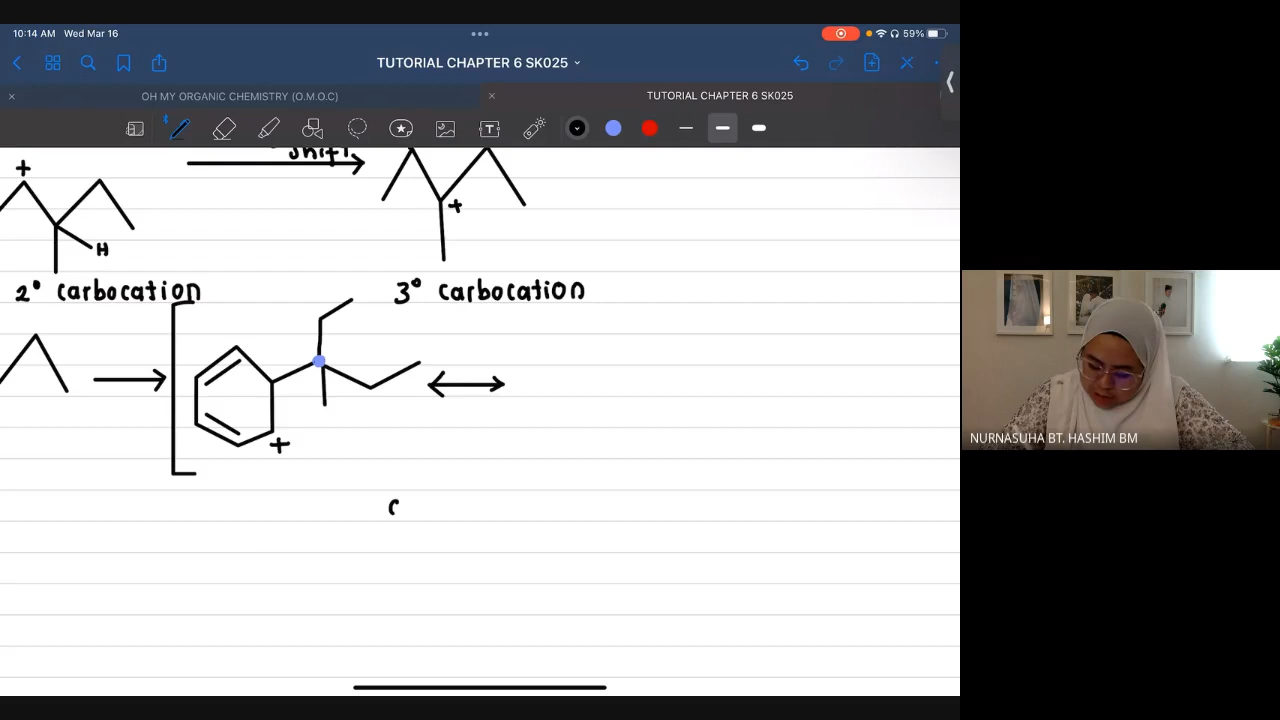 10:14 AM Wed Mar 16
59%
TUTORIAL CHAPTER 6 SK025
OH MY ORGANIC CHEMISTRY (O.M.O.C)
TUTORIAL CHAPTER 6 SK025
shift
+
+
H
2° carbocation
3° carbocation
+
C
NURNASUHA BT. HASHIM BM